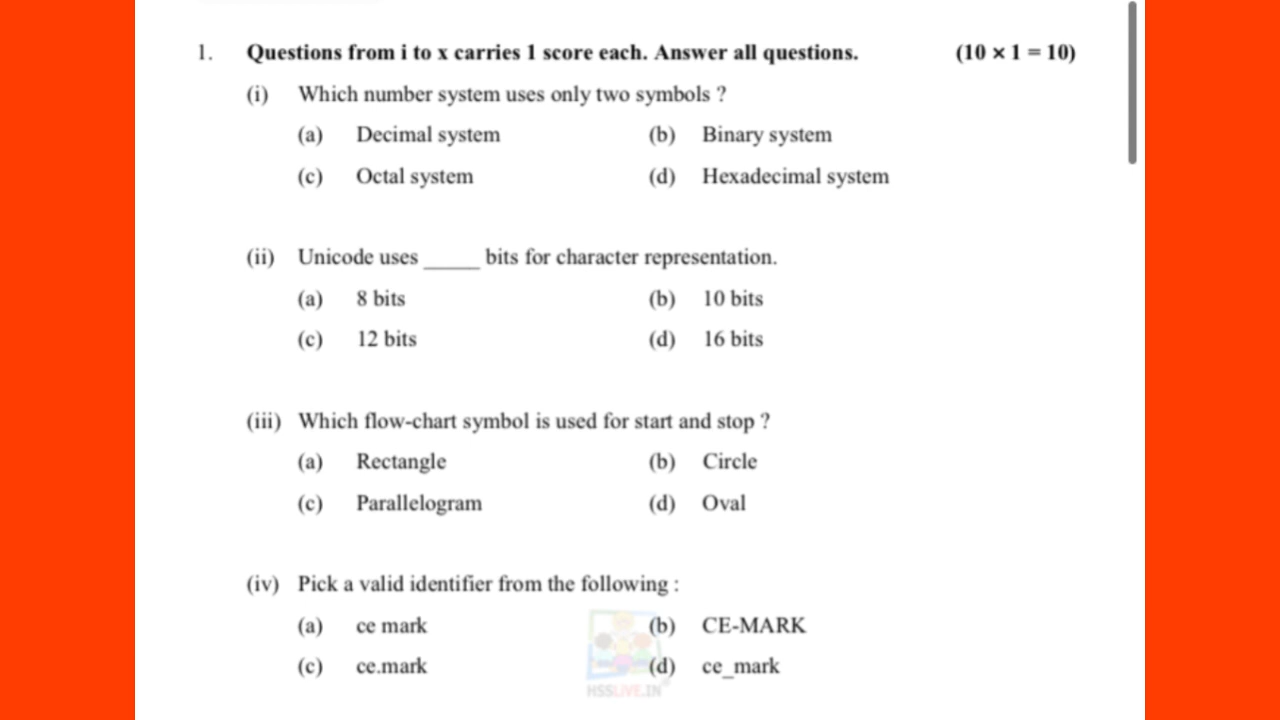 1. Questions from i to x carries 1 score each. Answer all questions. (10 × 1 = 10)
(i) Which number system uses only two symbols ?
(a) Decimal system (b) Binary system
(c) Octal system (d) Hexadecimal system
(ii) Unicode uses _____ bits for character representation.
(a) 8 bits (b) 10 bits
(c) 12 bits (d) 16 bits
(iii) Which flow-chart symbol is used for start and stop ?
(a) Rectangle (b) Circle
(c) Parallelogram (d) Oval
(iv) Pick a valid identifier from the following :
(a) ce mark (b) CE-MARK
(c) ce.mark (d) ce_mark
HSSLIVE.IN